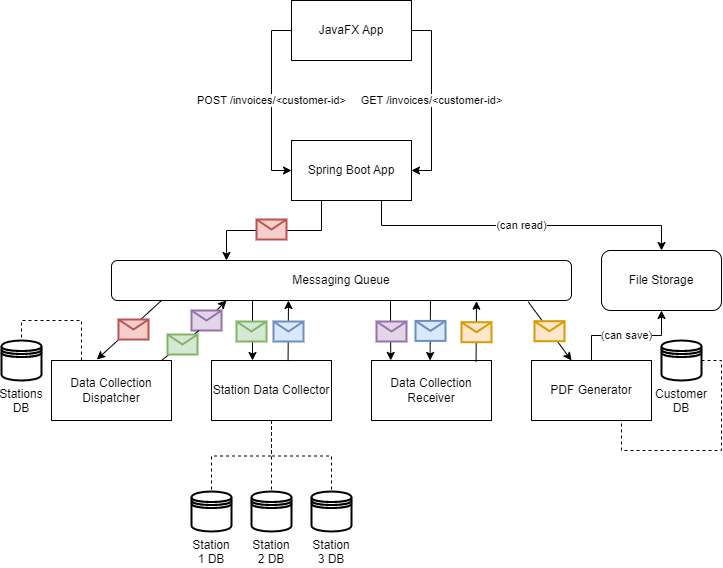 JavaFX App
POST /invoices/<customer-id>
GET /invoices/<customer-id>
Spring Boot App
(can read)
Messaging Queue
File Storage
(can save)
Stations
DB
Data Collection
Dispatcher
Station Data Collector
Data Collection
Receiver
PDF Generator
Customer
DB
Station
1 DB
Station
2 DB
Station
3 DB